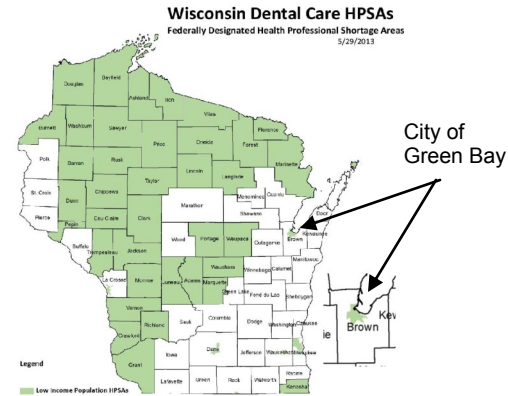 Wisconsin Dental Care HPSAs
Federally Designated Health Professional Shortage Areas
5/29/2013
City of
Green Bay
Douglas
Bayfield
Ashland
Iron
Vilas
Burnett
Washburn
Sawyer
Price
Oneida
Forest
Florence
Marinette
Polk
Barron
Rusk
Lincoln
Langlade
Taylor
St. Croix
Dunn
Chippewa
Marathon
Menominee
Oconto
Door
Pierce
Pepin
Eau Claire
Clark
Shawano
Buffalo
Trempealeau
Jackson
Wood
Portage
Waupaca
Outagamie
Brown
Kewaunee
Manitowoc
La Crosse
Monroe
Juneau
Adams
Waushara
Marquette
Green Lake
Winnebago
Calumet
Fond du Lac
Sheboygan
Vernon
Richland
Sauk
Columbia
Dodge
Washington
Ozaukee
Crawford
Grant
Iowa
Dane
Jefferson
Waukesha
Milwaukee
Lafayette
Green
Rock
Walworth
Racine
Kenosha
ie
Brown
Kev
Legend
Low Income Population HPSAs